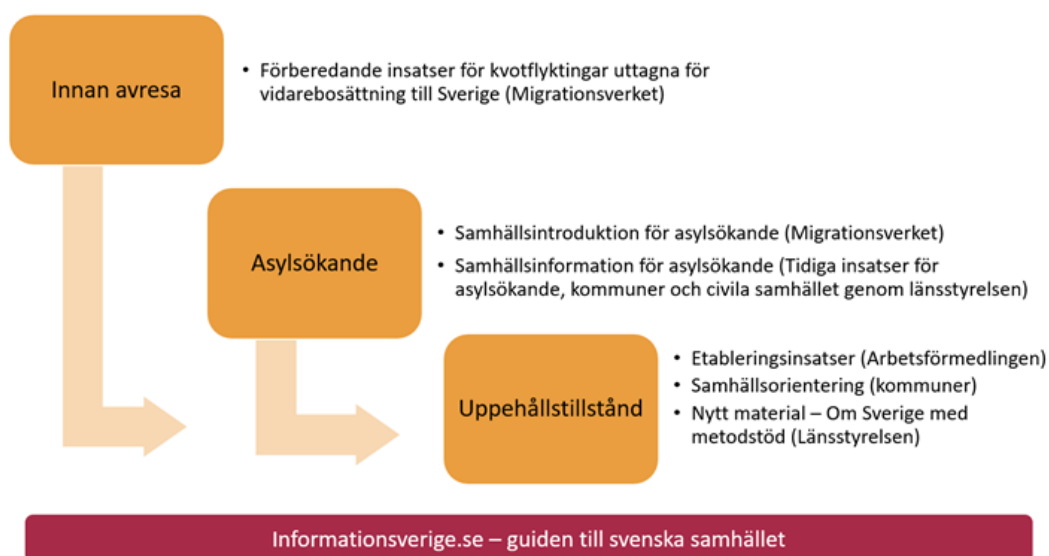 Innan avresa
• Förberedande insatser för kvotflyktingar uttagna för
vidarebosättning till Sverige (Migrationsverket)
Asylsökande
• Samhällsintroduktion för asylsökande (Migrationsverket)
• Samhällsinformation för asylsökande (Tidiga insatser för
asylsökande, kommuner och civila samhället genom länsstyrelsen)
Uppehållstillstånd
• Etableringsinsatser (Arbetsförmedlingen)
• Samhällsorientering (kommuner)
• Nytt material – Om Sverige med
metodstöd (Länsstyrelsen)
Informationsverige.se – guiden till svenska samhället